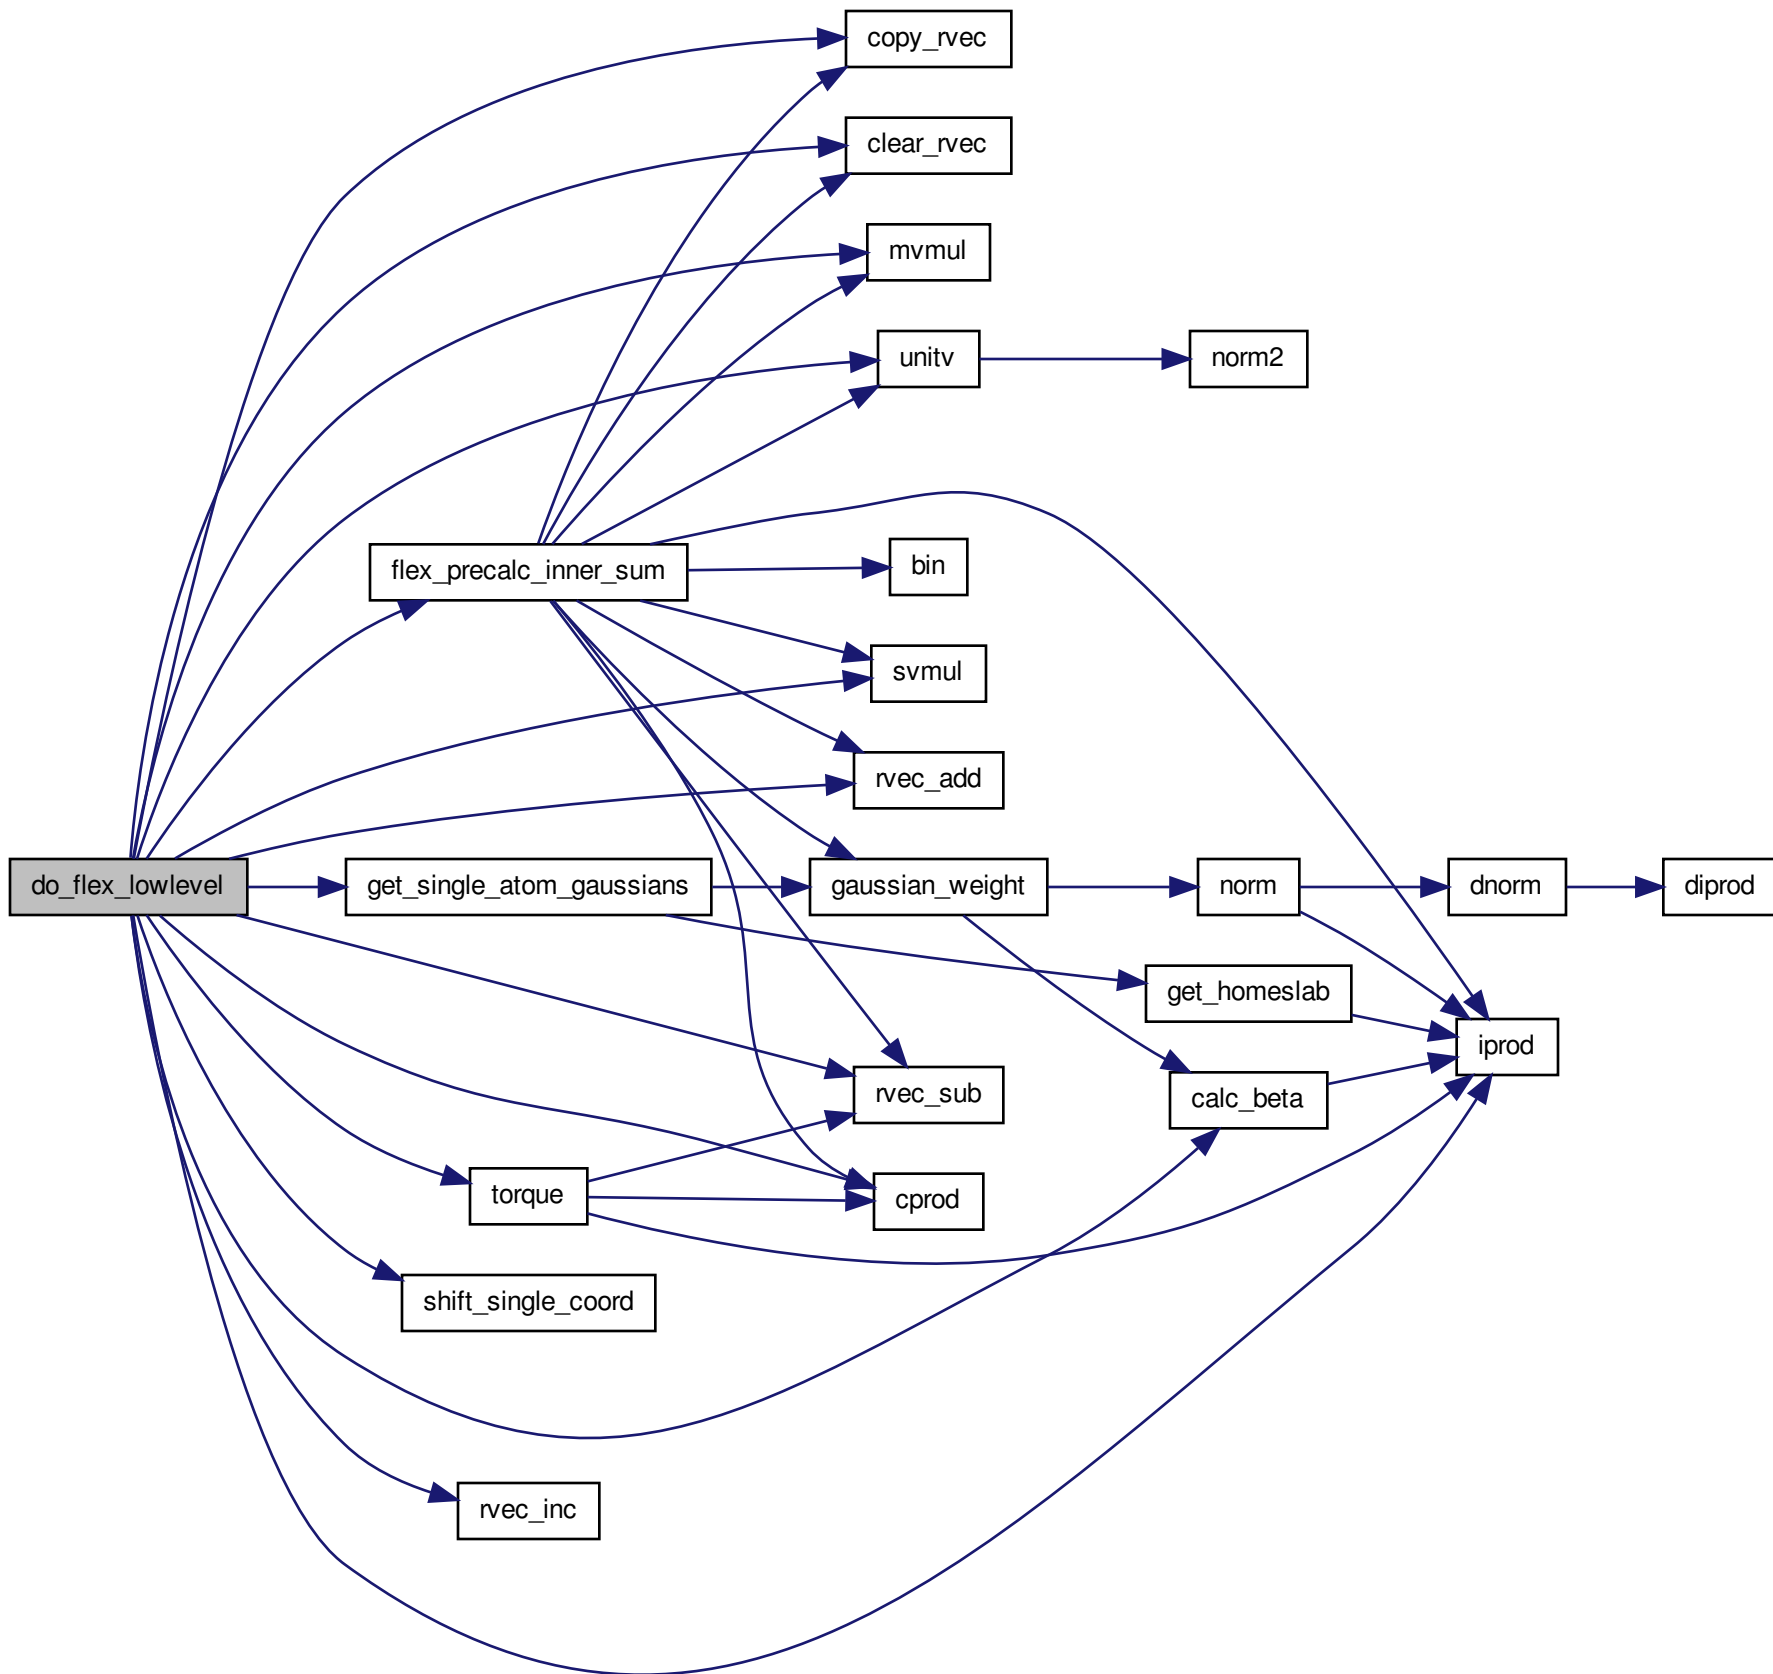 copy_rvec
clear_rvec
mvmul
unitv
norm2
flex_precalc_inner_sum
bin
svmul
rvec_add
do_flex_lowlevel
get_single_atom_gaussians
gaussian_weight
norm
dnorm
diprod
get_homeslab
iprod
rvec_sub
calc_beta
torque
cprod
shift_single_coord
rvec_inc